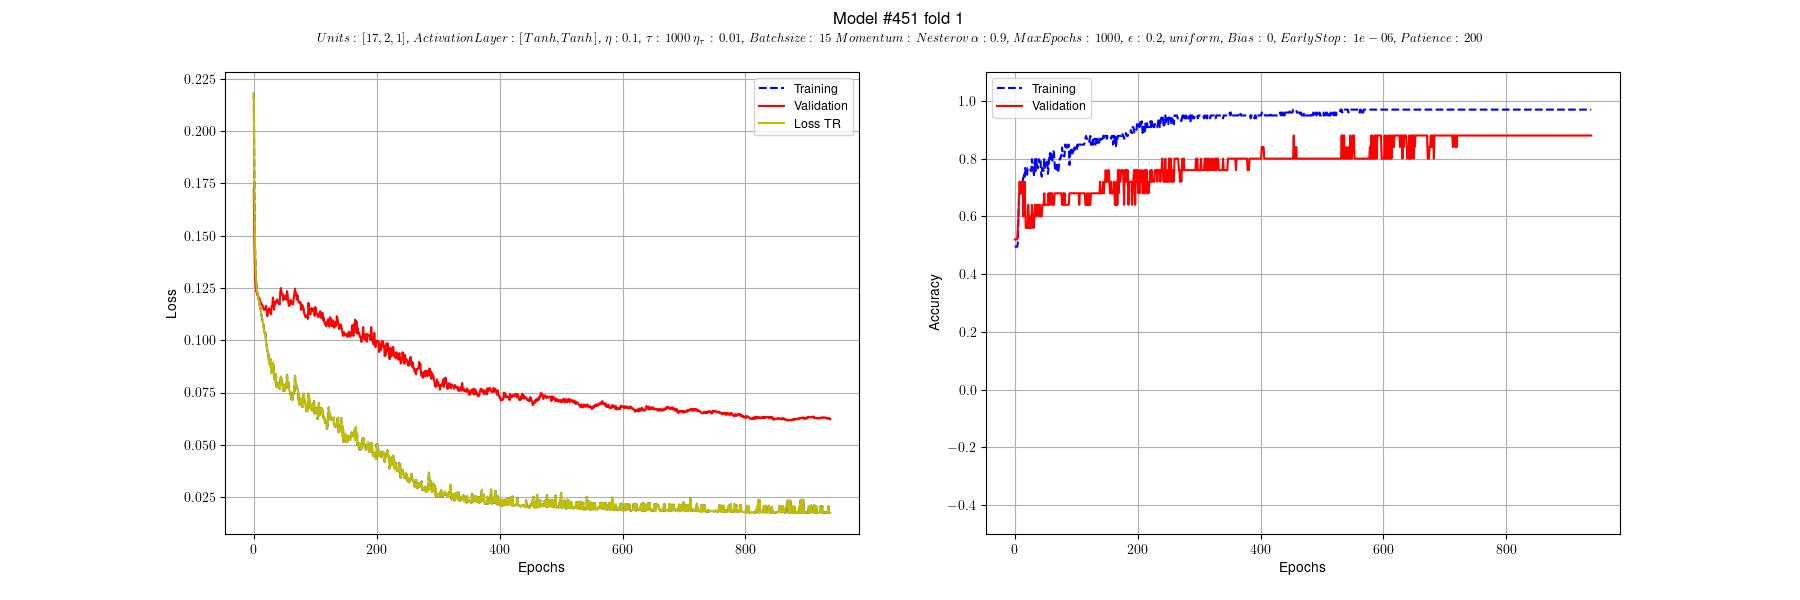 Model #451 fold 1
Units : [17, 2, 1], ActivationLayer : [Tanh, Tanh], η : 0.1, τ : 1000 η_τ : 0.01, Batchsize : 15 Momentum : Nesterov α : 0.9, MaxEpochs : 1000, ϵ : 0.2, uniform, Bias : 0, EarlyStop : 1e − 06, Patience : 200
0.225
0.200
0.175
0.150
0.125
0.100
0.075
0.050
0.025
Loss
0 200 400 600 800
Epochs
Training
Validation
Loss TR
1.0
0.8
0.6
0.4
0.2
0.0
−0.2
−0.4
Accuracy
0 200 400 600 800
Epochs
Training
Validation